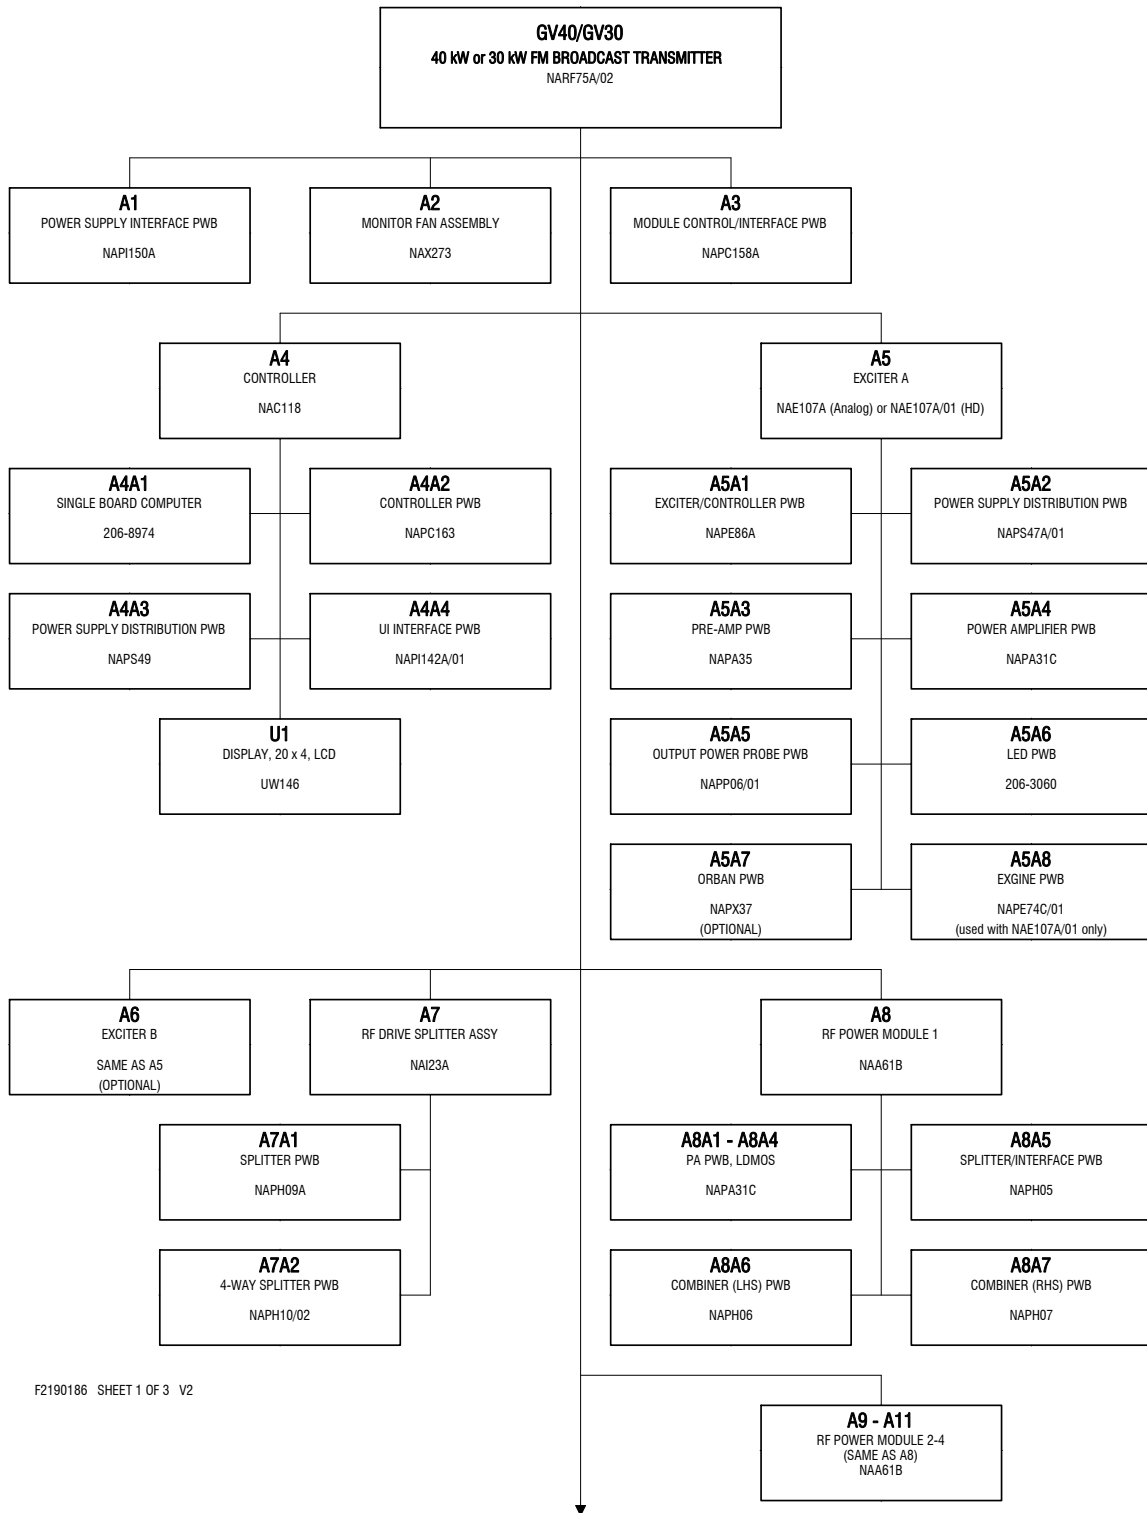 GV40/GV30
40 kW or 30 kW FM BROADCAST TRANSMITTER
NARF75A/02
A1
POWER SUPPLY INTERFACE PWB
NAPI150A
A2
MONITOR FAN ASSEMBLY
NAX273
A3
MODULE CONTROL/INTERFACE PWB
NAPC158A
A4
CONTROLLER
NAC118
A5
EXCITER A
NAE107A (Analog) or NAE107A/01 (HD)
A4A1
SINGLE BOARD COMPUTER
206-8974
A4A2
CONTROLLER PWB
NAPC163
A5A1
EXCITER/CONTROLLER PWB
NAPE86A
A5A2
POWER SUPPLY DISTRIBUTION PWB
NAPS47A/01
A4A3
POWER SUPPLY DISTRIBUTION PWB
NAPS49
A4A4
UI INTERFACE PWB
NAPI142A/01
A5A3
PRE-AMP PWB
NAPA35
A5A4
POWER AMPLIFIER PWB
NAPA31C
U1
DISPLAY, 20 x 4, LCD
UW146
A5A5
OUTPUT POWER PROBE PWB
NAPP06/01
A5A6
LED PWB
206-3060
A5A7
ORBAN PWB
NAPX37
(OPTIONAL)
A5A8
EXGINE PWB
NAPE74C/01
(used with NAE107A/01 only)
A6
EXCITER B
SAME AS A5
(OPTIONAL)
A7
RF DRIVE SPLITTER ASSY
NAI23A
A8
RF POWER MODULE 1
NAA61B
A7A1
SPLITTER PWB
NAPH09A
A8A1 - A8A4
PA PWB, LDMOS
NAPA31C
A8A5
SPLITTER/INTERFACE PWB
NAPH05
A7A2
4-WAY SPLITTER PWB
NAPH10/02
A8A6
COMBINER (LHS) PWB
NAPH06
A8A7
COMBINER (RHS) PWB
NAPH07
F2190186 SHEET 1 OF 3 V2
A9 - A11
RF POWER MODULE 2-4
(SAME AS A8)
NAA61B